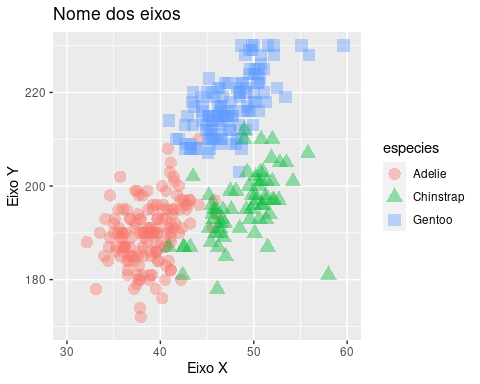 Nome dos eixos
220
200
180
Eixo Y
30
40
50
60
Eixo X
especies
Adelie
Chinstrap
Gentoo